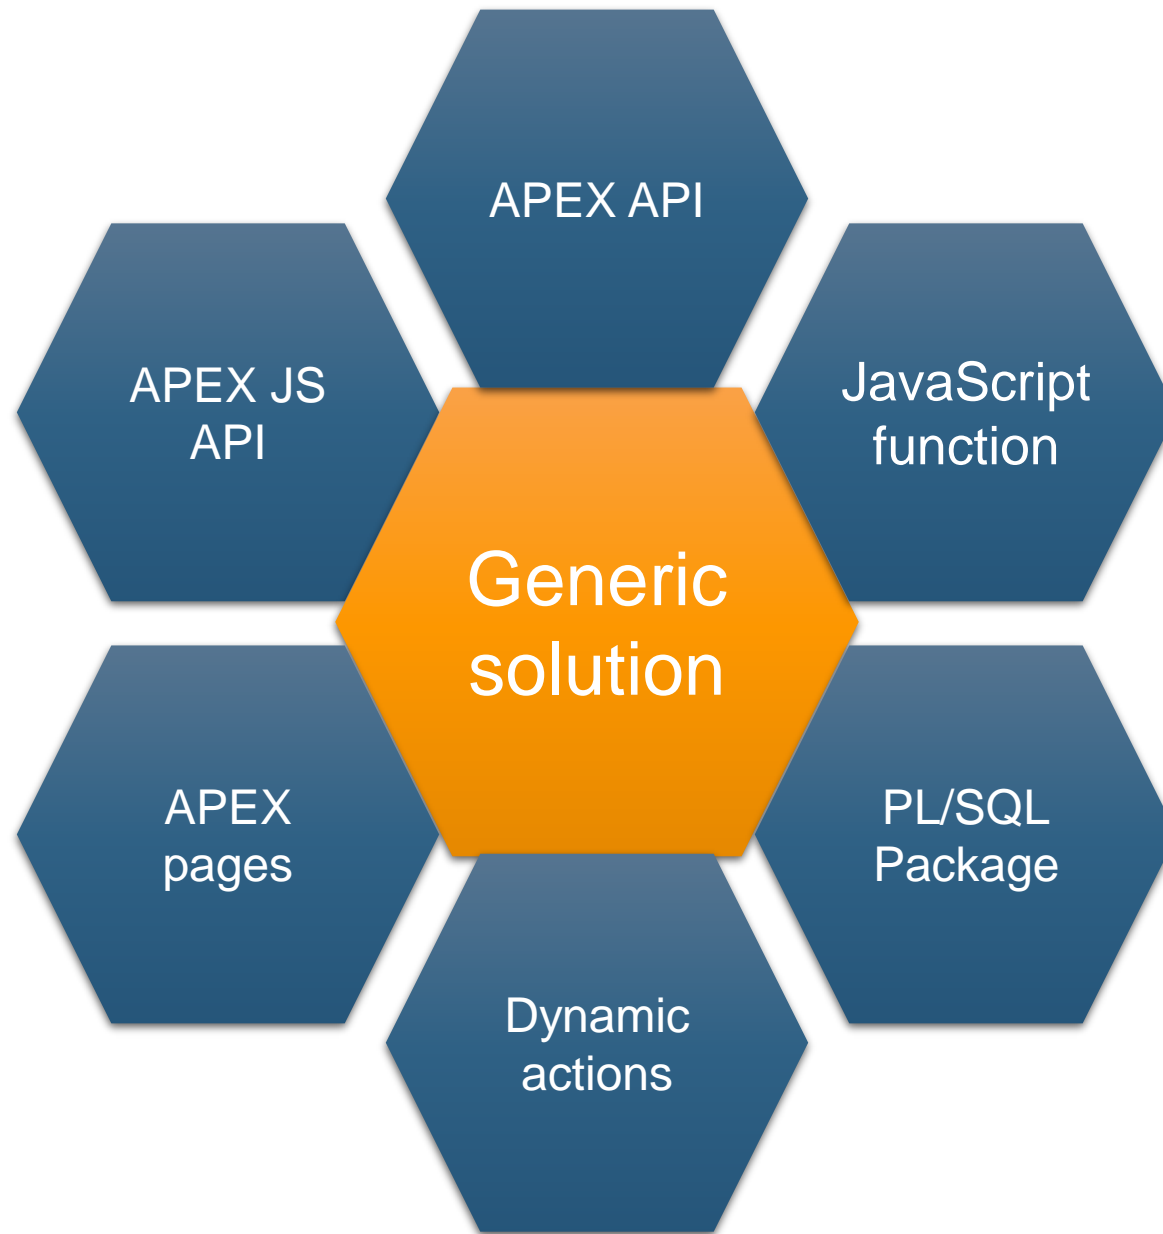 APEX API
APEX JS
API
JavaScript
function
Generic
solution
APEX
pages
PL/SQL
Package
Dynamic
actions